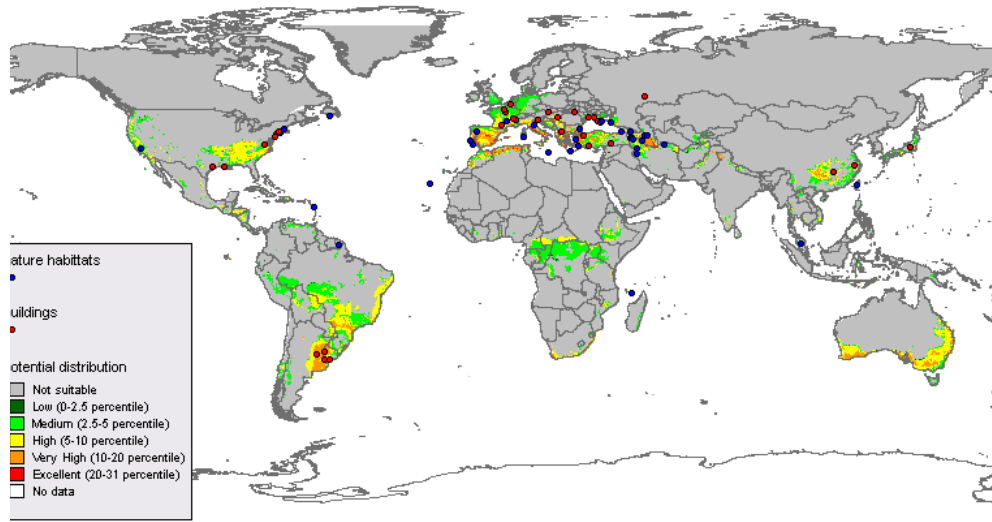 ature habittats
uildings
otential distribution
Not suitable
Low (0-2.5 percentile)
Medium (2.5-5 percentile)
High (5-10 percentile)
Very High (10-20 percentile)
Excellent (20-31 percentile)
No data